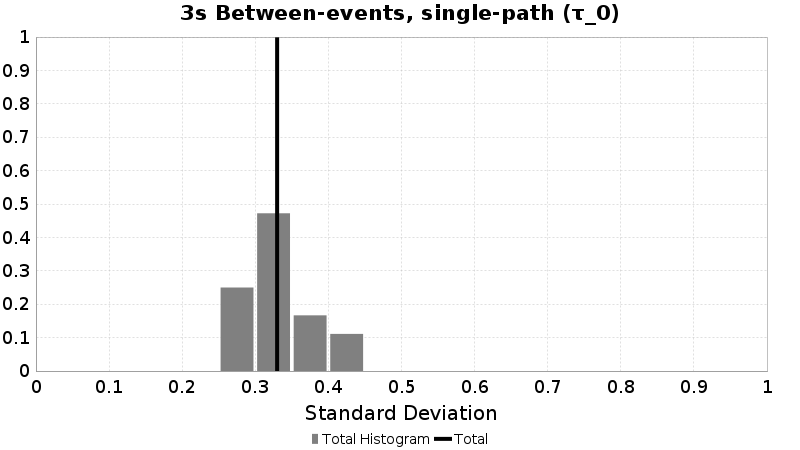 3s Between-events, single-path (τ_0)
1
0.9
0.8
0.7
0.6
0.5
0.4
0.3
0.2
0.1
0
0 0.1 0.2 0.3 0.4 0.5 0.6 0.7 0.8 0.9 1
Standard Deviation
Total Histogram Total